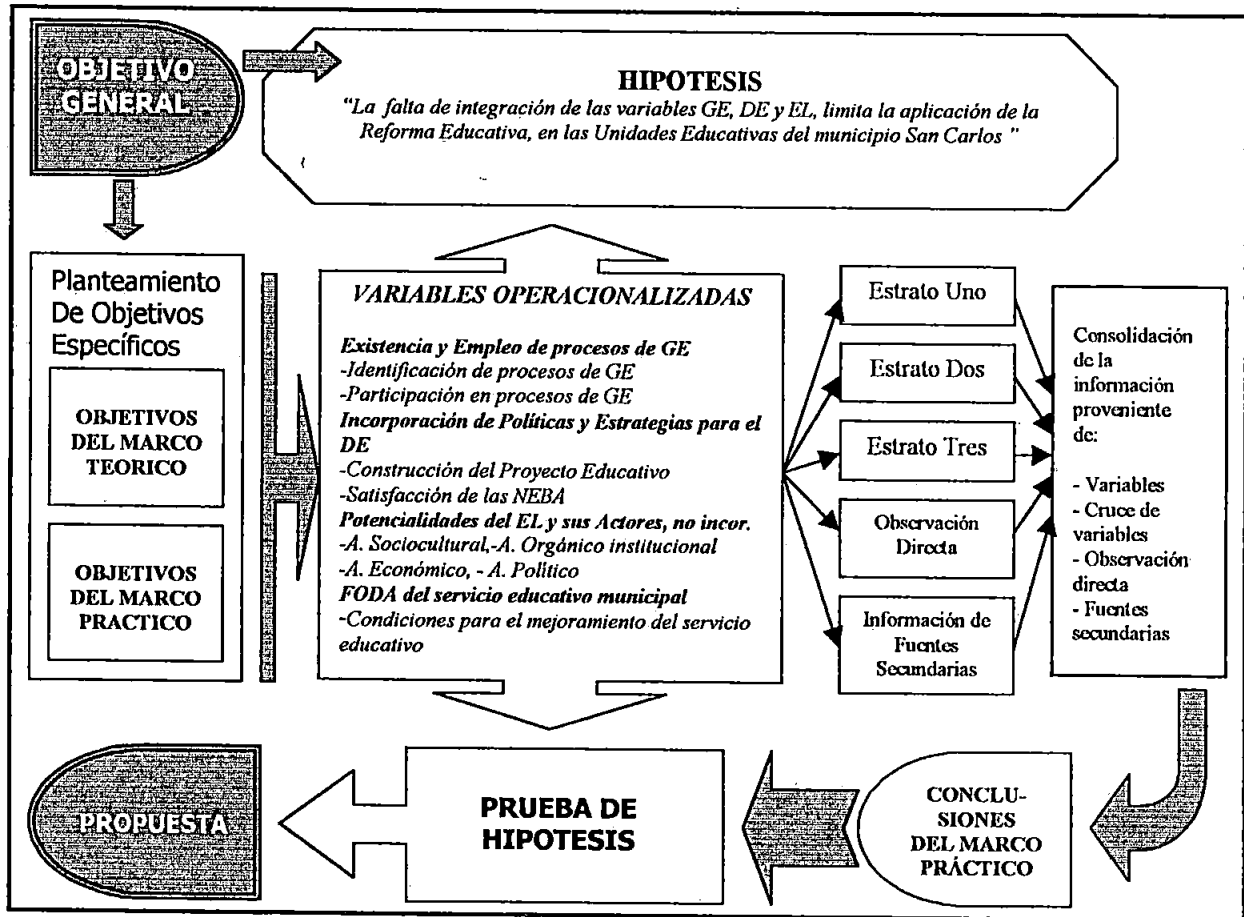 OBJETIVO
GENERAL
HIPOTESIS
"La falta de integración de las variables GE, DE y EL, limita la aplicación de la
Reforma Educativa, en las Unidades Educativas del municipio San Carlos "
Planteamiento
De Objetivos
Específicos
OBJETIVOS
DEL MARCO
TEORICO
OBJETIVOS
DEL MARCO
PRACTICO
VARIABLES OPERACIONALIZADAS
Existencia y Empleo de procesos de GE
-Identificación de procesos de GE
-Participación en procesos de GE
Incorporación de Políticas y Estrategias para el
DE
-Construcción del Proyecto Educativo
-Satisfacción de las NEBA
Potencialidades del EL y sus Actores, no incor.
-A. Sociocultural,-A. Orgánico institucional
-A. Económico, - A. Político
FODA del servicio educativo municipal
-Condiciones para el mejoramiento del servicio
educativo
Estrato Uno
Estrato Dos
Estrato Tres
Observación
Directa
Información de
Fuentes
Secundarias
Consolidación
de la
información
proveniente
de:
- Variables
- Cruce de
variables
- Observación
directa
- Fuentes
secundarias
PROPUESTA
PRUEBA DE
HIPOTESIS
CONCLU-
SIONES
DEL MARCO
PRÁCTICO